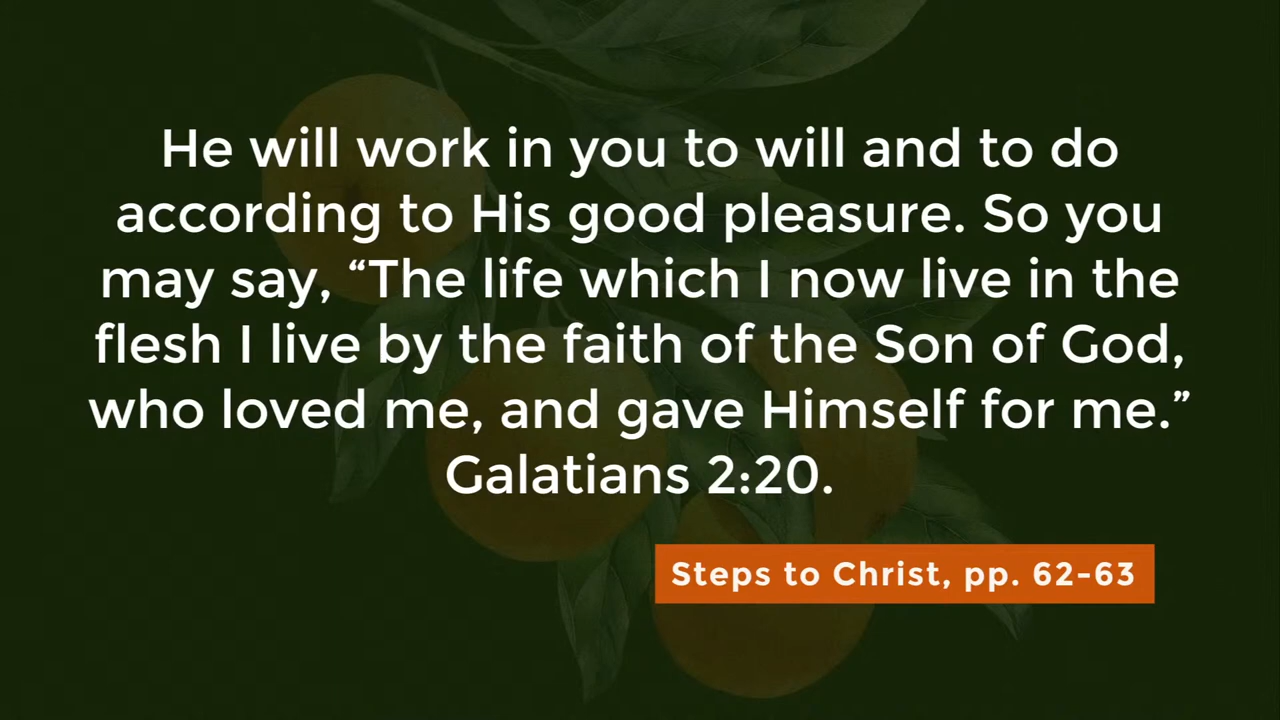 He will work in you to will and to do
according to His good pleasure. So you
may say, “The life which I now live in the
flesh I live by the faith of the Son of God,
who loved me, and gave Himself for me.”
Galatians 2:20.
Steps to Christ, pp. 62-63